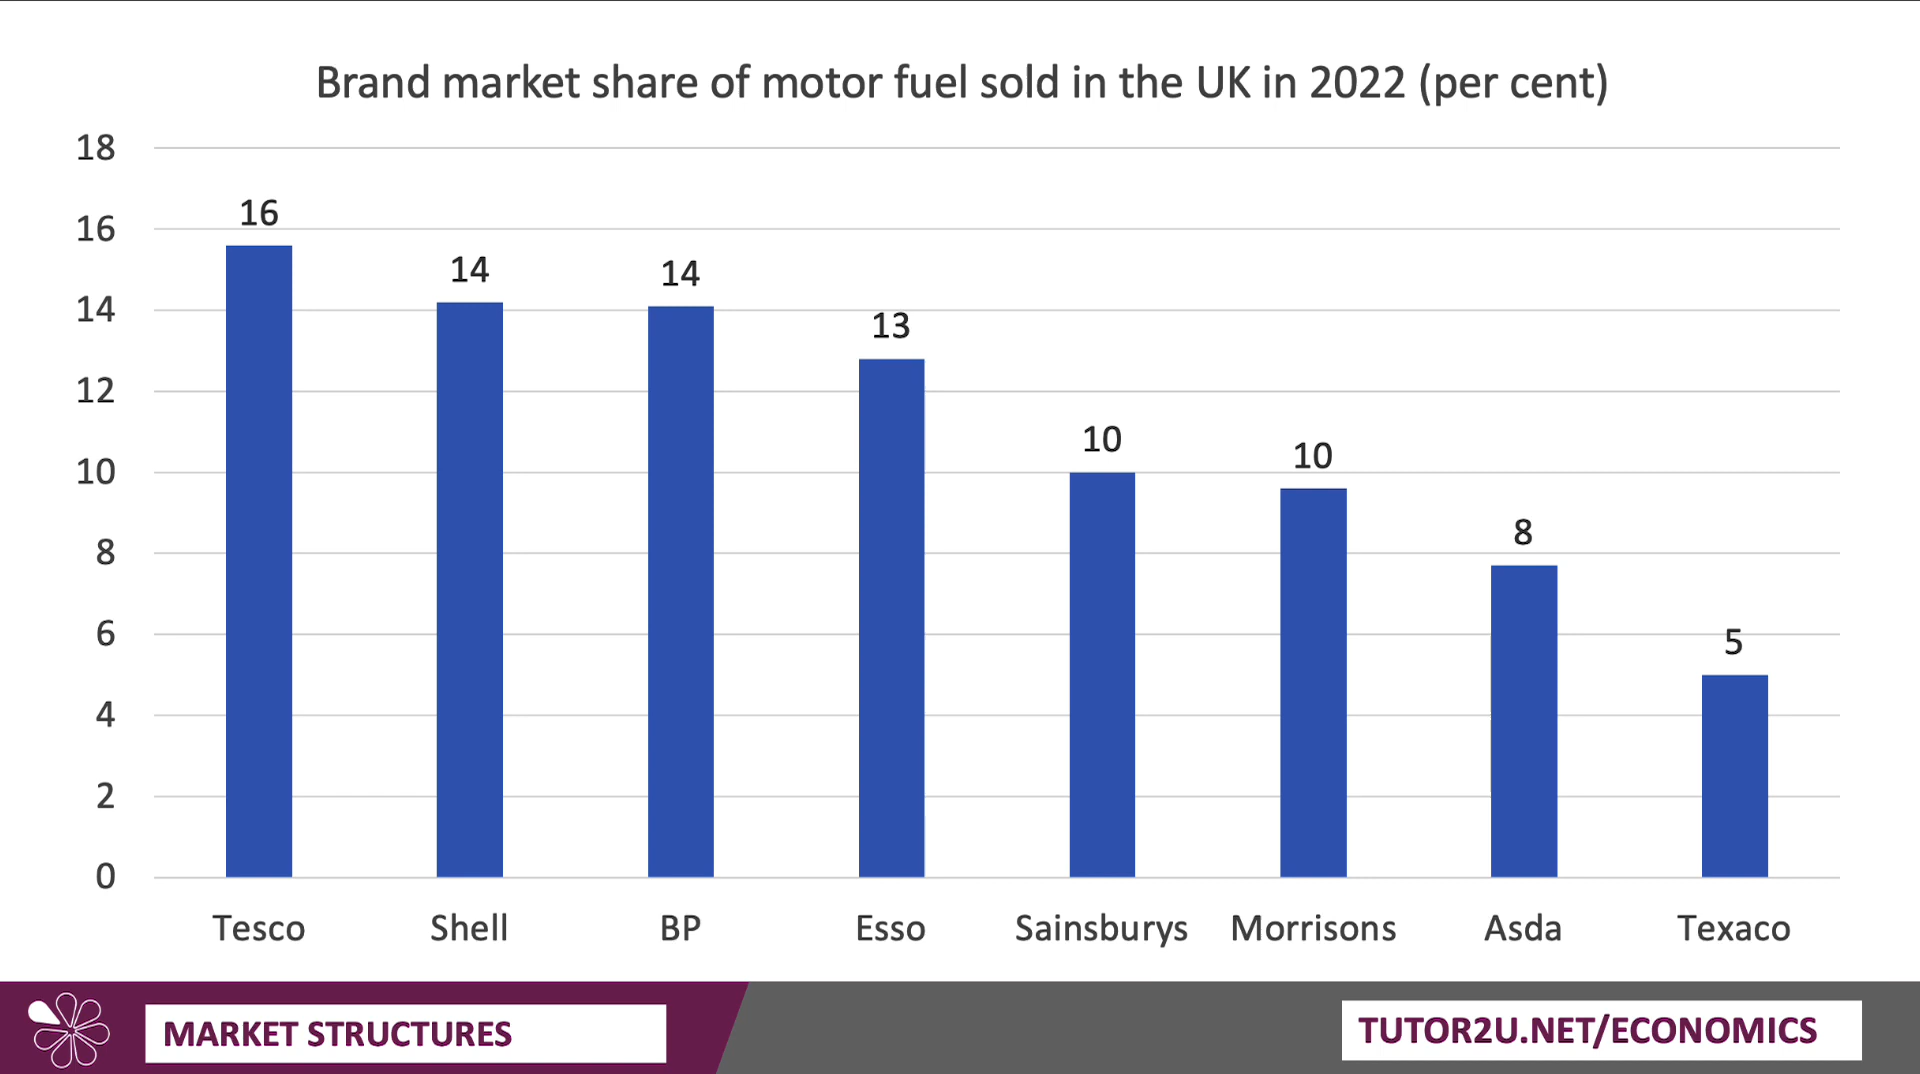 Brand market share of motor fuel sold in the UK in 2022 (per cent)
18
16
14
12
10
8
6
4
2
0
16
14
14
13
10
10
8
5
Tesco
Shell
BP
Esso
Sainsburys
Morrisons
Asda
Texaco
MARKET STRUCTURES
TUTOR2U.NET/ECONOMICS